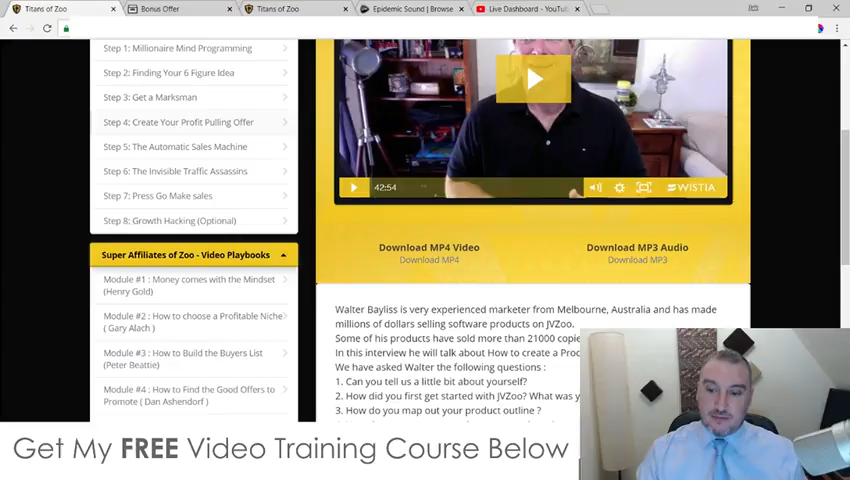 Titans of Zoo
Bonus Offer
Titans of Zoo
Epidemic Sound | Browse
Live Dashboard - YouTu
Step 1: Millionaire Mind Programming
Step 2: Finding Your 6 Figure Idea
Step 3: Get a Marksman
Step 4: Create Your Profit Pulling Offer
Step 5: The Automatic Sales Machine
Step 6: The Invisible Traffic Assassins
Step 7: Press Go Make sales
Step 8: Growth Hacking (Optional)
Super Affiliates of Zoo - Video Playbooks
Module #1 : Money comes with the Mindset
(Henry Gold)
Module #2 : How to choose a Profitable Niche
( Gary Alach )
Module #3 : How to Build the Buyers List
(Peter Beattie)
Module #4 : How to Find the Good Offers to
Promote ( Dan Ashendorf )
42:54
WISTIA
Download MP4 Video
Download MP4
Download MP3 Audio
Download MP3
Walter Bayliss is very experienced marketer from Melbourne, Australia and has made
millions of dollars selling software products on JVZoo.
Some of his products have sold more than 21000 copie
In this interview he will talk about How to create a Proc
We have asked Walter the following questions :
1. Can you tell us a little bit about yourself?
2. How did you first get started with JVZoo? What was y
3. How do you map out your product outline ?
Get My FREE Video Training Course Below